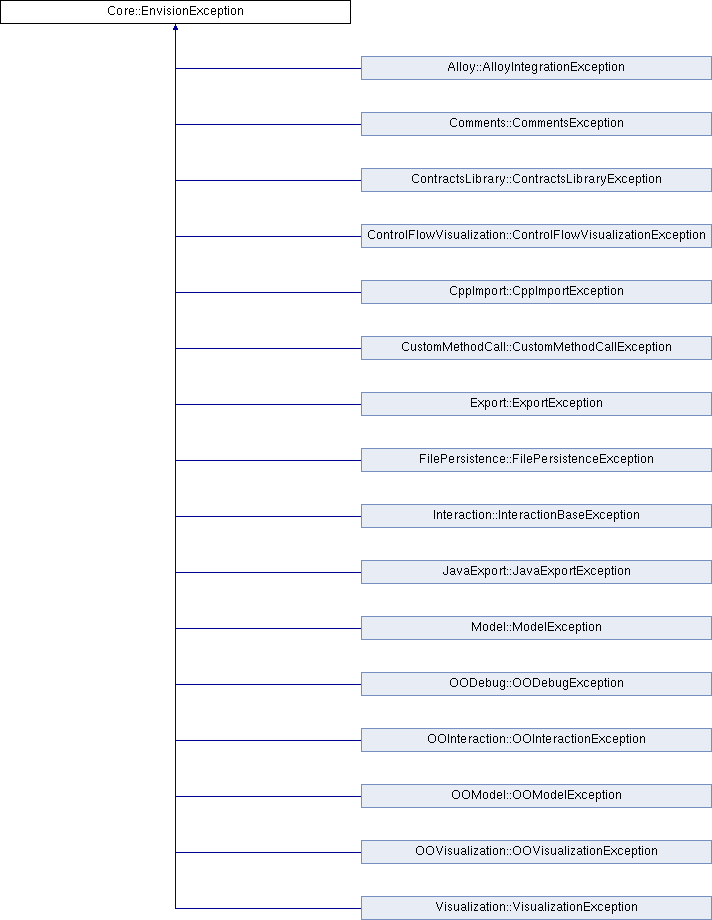 Core::EnvisionException
Alloy::AlloyIntegrationException
Comments::CommentsException
ContractsLibrary::ContractsLibraryException
ControlFlowVisualization::ControlFlowVisualizationException
CppImport::CppImportException
CustomMethodCall::CustomMethodCallException
Export::ExportException
FilePersistence::FilePersistenceException
Interaction::InteractionBaseException
JavaExport::JavaExportException
Model::ModelException
OODebug::OODebugException
OOInteraction::OOInteractionException
OOModel::OOModelException
OOVisualization::OOVisualizationException
Visualization::VisualizationException